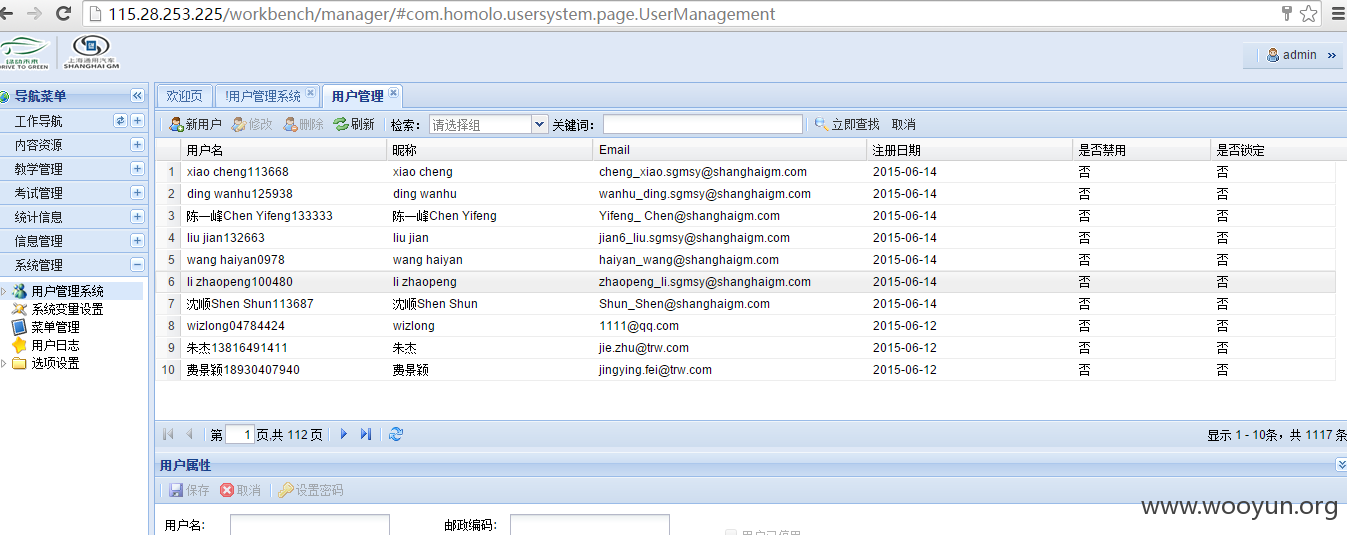 115.28.253.225/workbench/manager/#com.homolo.usersystem.page.UserManagement
绿动未来 DRIVE TO GREEN 上海通用汽车 SHANGHAI GM admin »
导航菜单 欢迎页 !用户管理系统 用户管理
工作导航 新用户 修改 删除 刷新 检索: 请选择组 关键词: 立即查找 取消
内容资源
教学管理
考试管理
统计信息
信息管理
系统管理
用户管理系统
系统变量设置
菜单管理
用户日志
选项设置
用户名 昵称 Email 注册日期 是否禁用 是否锁定
1 xiao cheng113668 xiao cheng cheng_xiao.sgmsy@shanghaigm.com 2015-06-14 否 否
2 ding wanhu125938 ding wanhu wanhu_ding.sgmsy@shanghaigm.com 2015-06-14 否 否
3 陈一峰Chen Yifeng133333 陈一峰Chen Yifeng Yifeng_ Chen@shanghaigm.com 2015-06-14 否 否
4 liu jian132663 liu jian jian6_liu.sgmsy@shanghaigm.com 2015-06-14 否 否
5 wang haiyan0978 wang haiyan haiyan_wang@shanghaigm.com 2015-06-14 否 否
6 li zhaopeng100480 li zhaopeng zhaopeng_li.sgmsy@shanghaigm.com 2015-06-14 否 否
7 沈顺Shen Shun113687 沈顺Shen Shun Shun_Shen@shanghaigm.com 2015-06-14 否 否
8 wizlong04784424 wizlong 1111@qq.com 2015-06-12 否 否
9 朱杰13816491411 朱杰 jie.zhu@trw.com 2015-06-12 否 否
10 费景颖18930407940 费景颖 jingying.fei@trw.com 2015-06-12 否 否
第 1 页,共 112 页 显示 1 - 10条，共 1117 条
用户属性
保存 取消 设置密码
www.wooyun.org
用户名: 邮政编码: 用户已停用